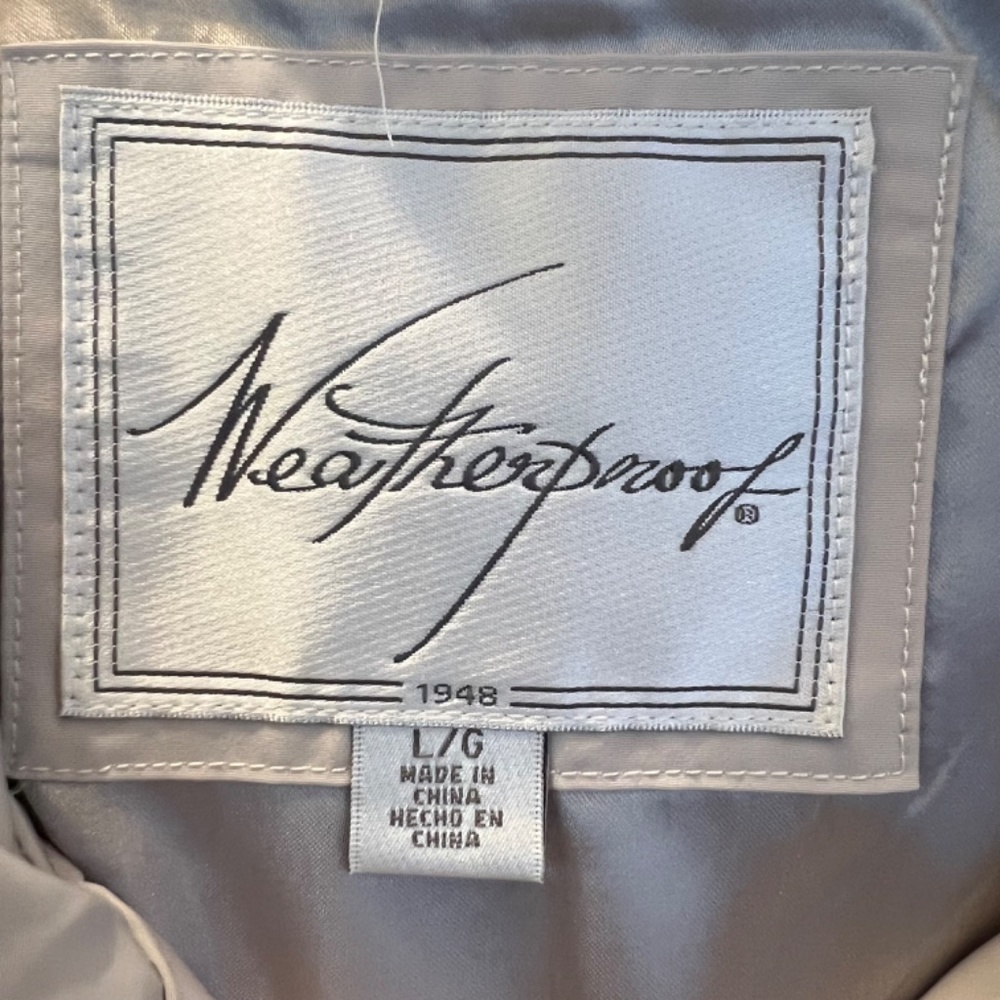 Weatherproof®
1948
L/G
MADE IN
CHINA
HECHO EN
CHINA